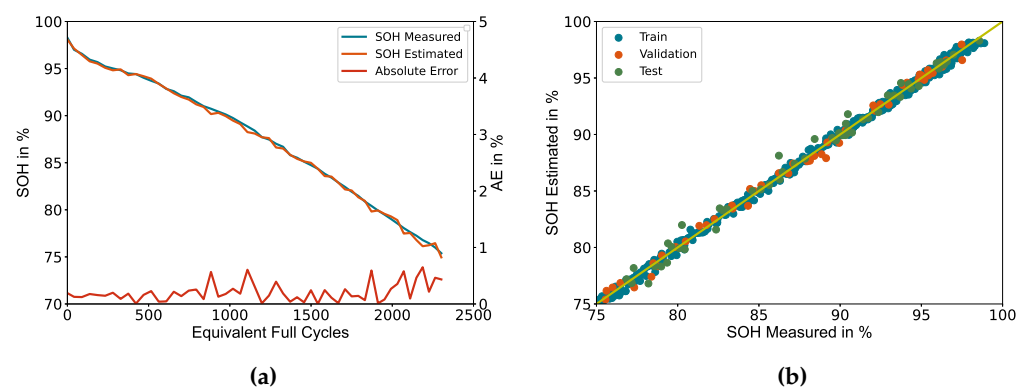 100
95
90
85
80
75
70
SOH in %
0
500
1000
1500
2000
2500
Equivalent Full Cycles
5
4
3
2
1
0
AE in %
SOH Measured
SOH Estimated
Absolute Error
(a)
100
95
90
85
80
75
SOH Estimated in %
75
80
85
90
95
100
SOH Measured in %
Train
Validation
Test
(b)